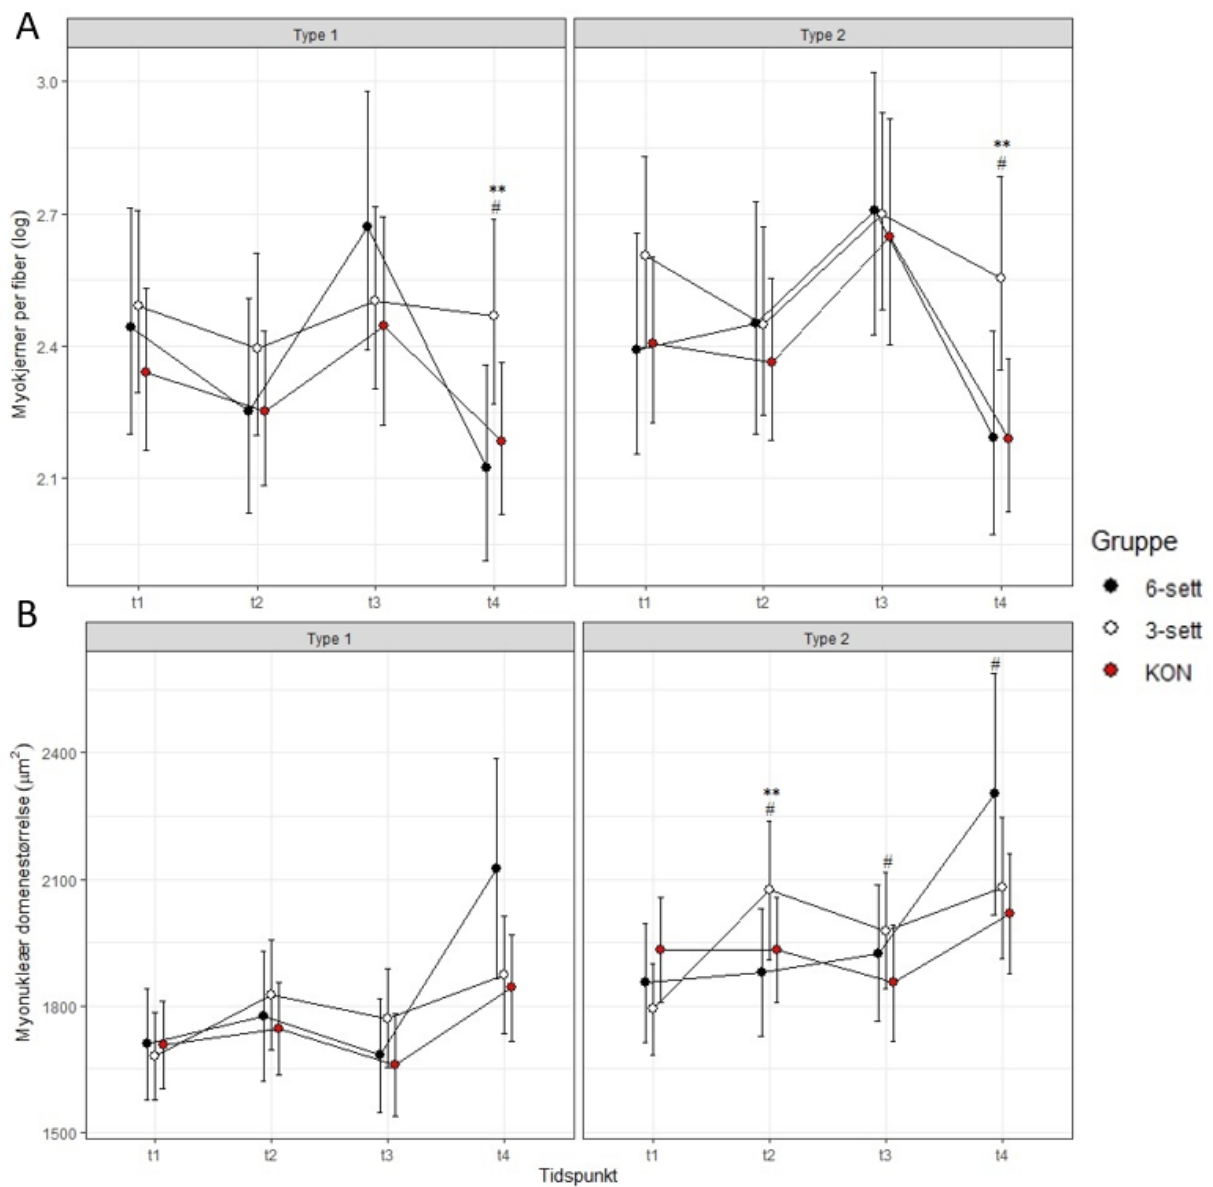 A
Type 1
Type 2
Myokjerner per fiber (log)
3.0
2.7
2.4
2.1
**
#
**
#
t1
t2
t3
t4
t1
t2
t3
t4
Gruppe
6-sett
3-sett
KON
B
Type 1
Type 2
Myonukleær domenestørrelse (μm²)
2400
2100
1800
1500
**
#
#
#
t1
t2
t3
t4
t1
t2
t3
t4
Tidspunkt